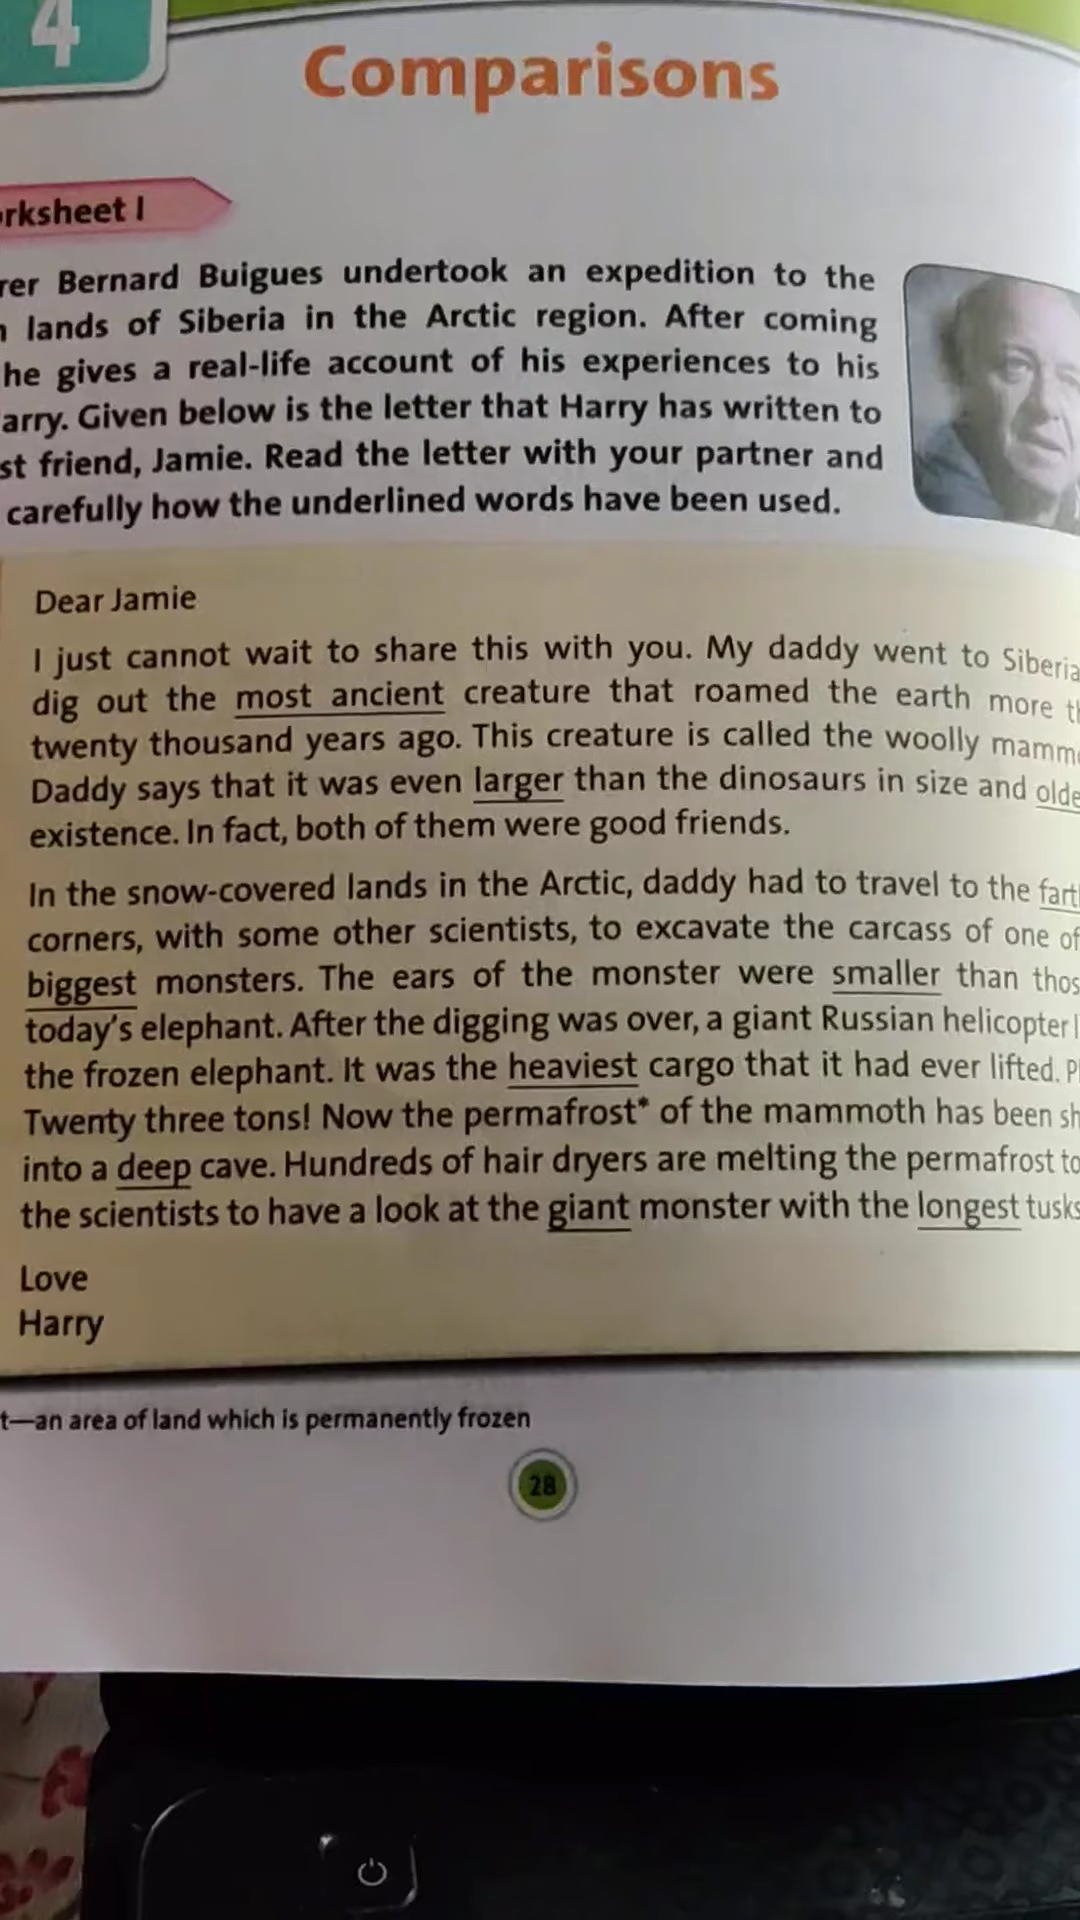 4
Comparisons
rksheet I
rer Bernard Buigues undertook an expedition to the
lands of Siberia in the Arctic region. After coming
he gives a real-life account of his experiences to his
arry. Given below is the letter that Harry has written to
st friend, Jamie. Read the letter with your partner and
carefully how the underlined words have been used.
Dear Jamie
I just cannot wait to share this with you. My daddy went to Siberia
dig out the most ancient creature that roamed the earth more th
twenty thousand years ago. This creature is called the woolly mamm
Daddy says that it was even larger than the dinosaurs in size and olde
existence. In fact, both of them were good friends.
In the snow-covered lands in the Arctic, daddy had to travel to the fart
corners, with some other scientists, to excavate the carcass of one of
biggest monsters. The ears of the monster were smaller than thos
today's elephant. After the digging was over, a giant Russian helicopter
the frozen elephant. It was the heaviest cargo that it had ever lifted. P
Twenty three tons! Now the permafrost* of the mammoth has been sh
into a deep cave. Hundreds of hair dryers are melting the permafrost to
the scientists to have a look at the giant monster with the longest tusks
Love
Harry
t—an area of land which is permanently frozen
28